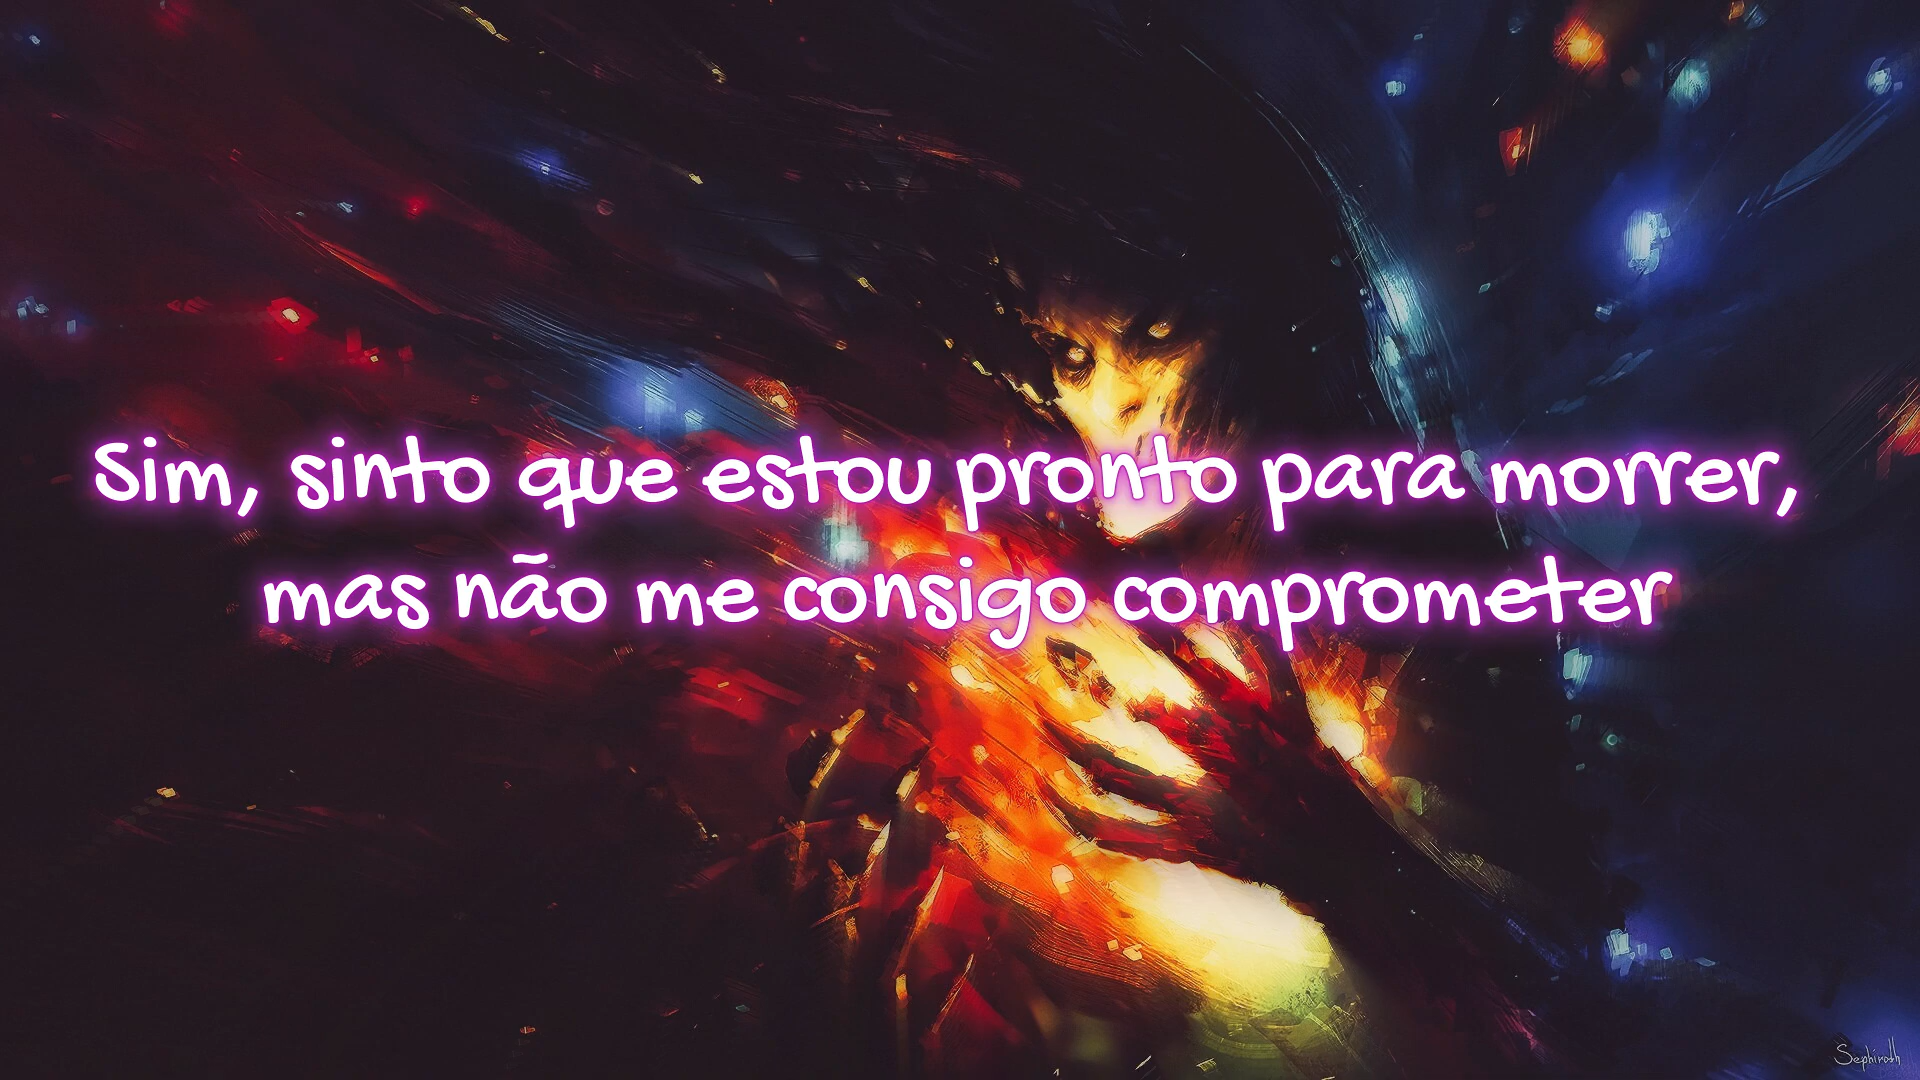 Sim, sinto que estou pronto para morrer,
mas não me consigo comprometer
Sephiroth